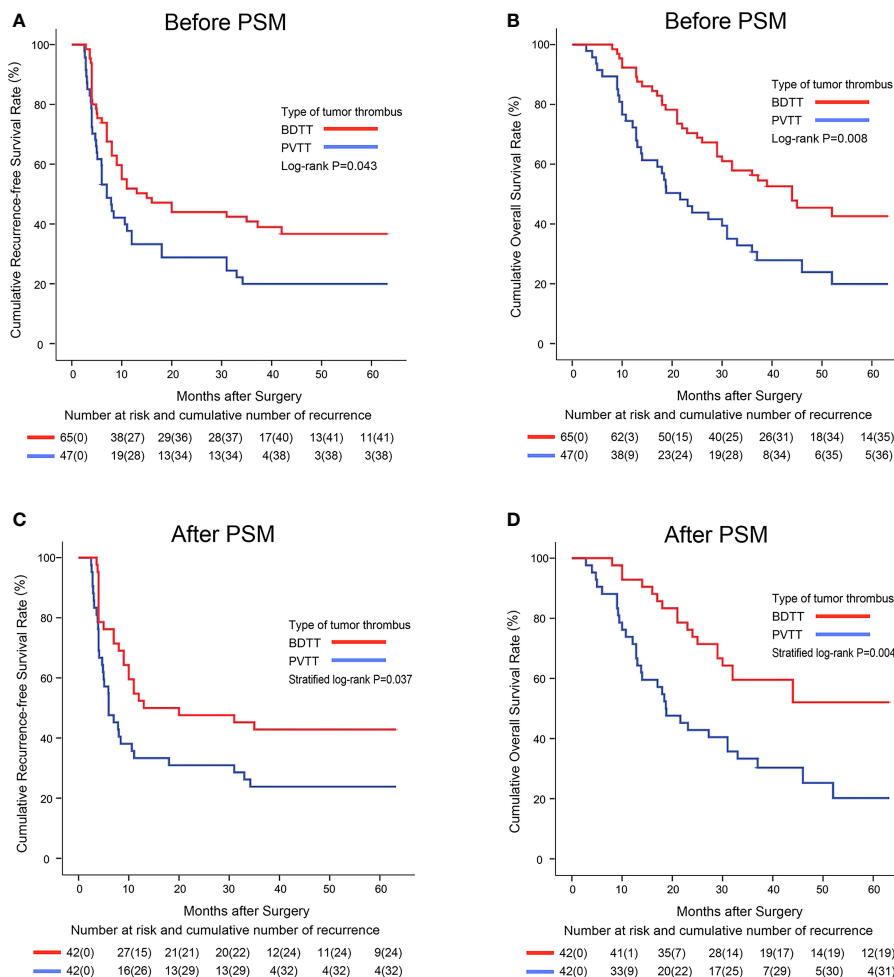 A
Before PSM
Cumulative Recurrence-free Survival Rate (%)
100
80
60
40
20
0
Type of tumor thrombus
BDTT
PVTT
Log-rank P=0.043
0 10 20 30 40 50 60
Months after Surgery
Number at risk and cumulative number of recurrence
65(0) 38(27) 29(36) 28(37) 17(40) 13(41) 11(41)
47(0) 19(28) 13(34) 13(34) 4(38) 3(38) 3(38)
B
Before PSM
Cumulative Overall Survival Rate (%)
100
80
60
40
20
0
Type of tumor thrombus
BDTT
PVTT
Log-rank P=0.008
0 10 20 30 40 50 60
Months after Surgery
Number at risk and cumulative number of recurrence
65(0) 62(3) 50(15) 40(25) 26(31) 18(34) 14(35)
47(0) 38(9) 23(24) 19(28) 8(34) 6(35) 5(36)
C
After PSM
Cumulative Recurrence-free Survival Rate (%)
100
80
60
40
20
0
Type of tumor thrombus
BDTT
PVTT
Stratified log-rank P=0.037
0 10 20 30 40 50 60
Months after Surgery
Number at risk and cumulative number of recurrence
42(0) 27(15) 21(21) 20(22) 12(24) 11(24) 9(24)
42(0) 16(26) 13(29) 13(29) 4(32) 4(32) 4(32)
D
After PSM
Cumulative Overall Survival Rate (%)
100
80
60
40
20
0
Type of tumor thrombus
BDTT
PVTT
Stratified log-rank P=0.004
0 10 20 30 40 50 60
Months after Surgery
Number at risk and cumulative number of recurrence
42(0) 41(1) 35(7) 28(14) 19(17) 14(19) 12(19)
42(0) 33(9) 20(22) 17(25) 7(29) 5(30) 4(31)